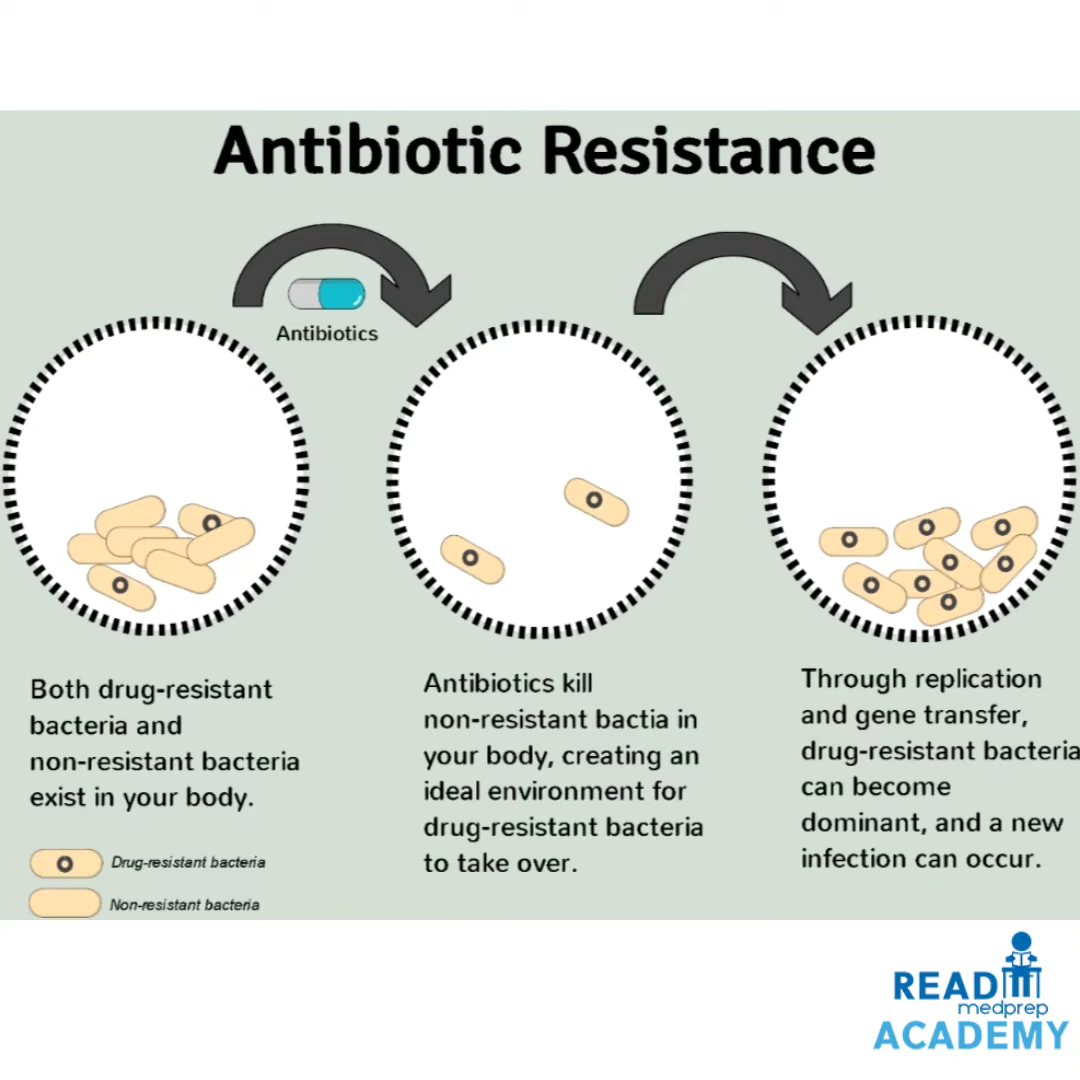 Antibiotic Resistance
Antibiotics
Both drug-resistant
bacteria and
non-resistant bacteria
exist in your body.
Antibiotics kill
non-resistant bactia in
your body, creating an
ideal environment for
drug-resistant bacteria
to take over.
Through replication
and gene transfer,
drug-resistant bacteria
can become
dominant, and a new
infection can occur.
Drug-resistant bacteria
Non-resistant bacteria
READ
medprep
ACADEMY